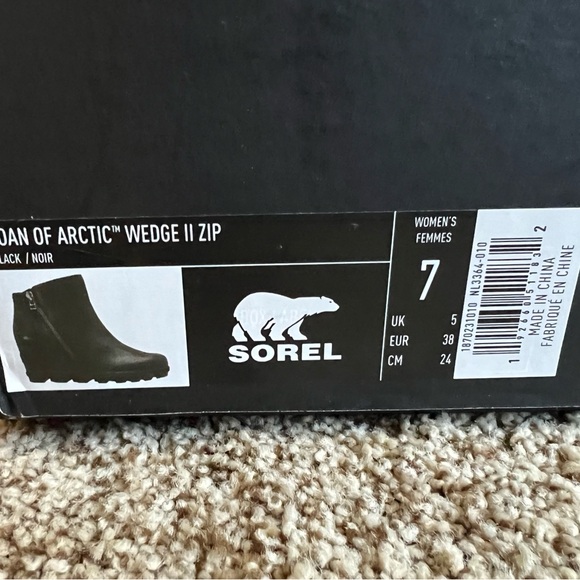 OAN OF ARCTIC™ WEDGE II ZIP
LACK / NOIR
SOREL
WOMEN'S
FEMMES
7
UK 5
EUR 38
CM 24
1870231010 NL3364-010
MADE IN CHINA
FABRIQUÉ EN CHINE